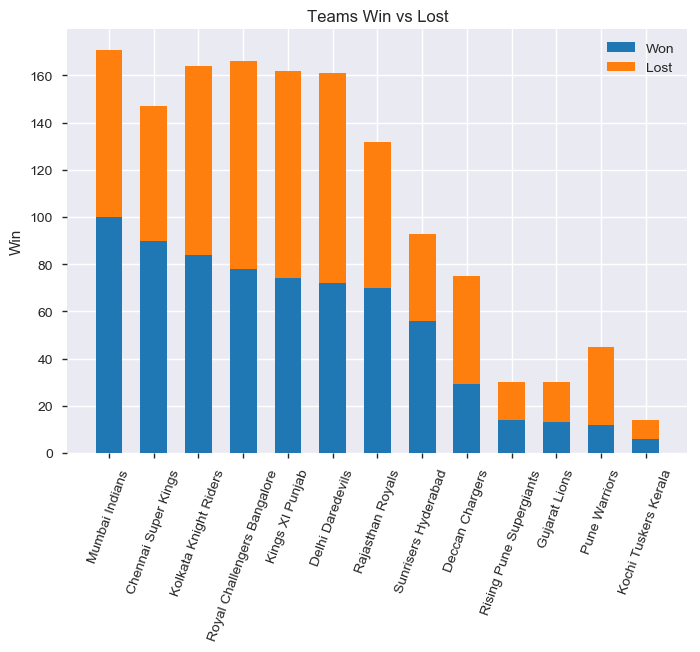 Teams Win vs Lost
Won
Lost
Win
160
140
120
100
80
60
40
20
0
Mumbai Indians
Chennai Super Kings
Kolkata Knight Riders
Royal Challengers Bangalore
Kings XI Punjab
Delhi Daredevils
Rajasthan Royals
Sunrisers Hyderabad
Deccan Chargers
Rising Pune Supergiants
Gujarat Lions
Pune Warriors
Kochi Tuskers Kerala